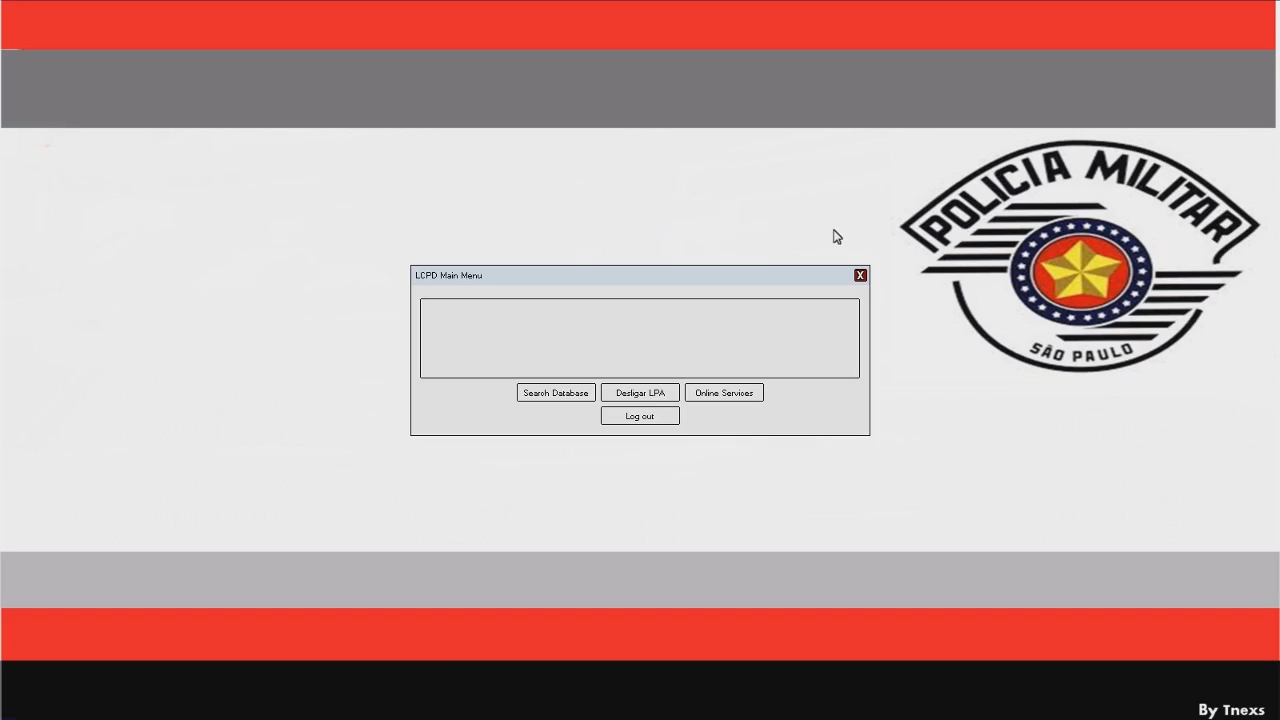 POLICIA MILITAR
SÃO PAULO
LCPD Main Menu
X
Search Database
Desligar LPA
Online Services
Log out
By Tnexs